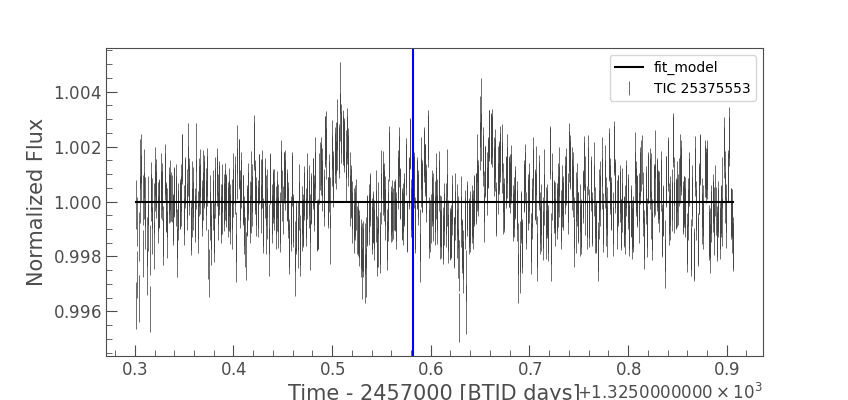 fit_model
TIC 25375553
Normalized Flux
1.004
1.002
1.000
0.998
0.996
0.3 0.4 0.5 0.6 0.7 0.8 0.9
Time - 2457000 [BTJD days]
+1.3250000000 × 10³